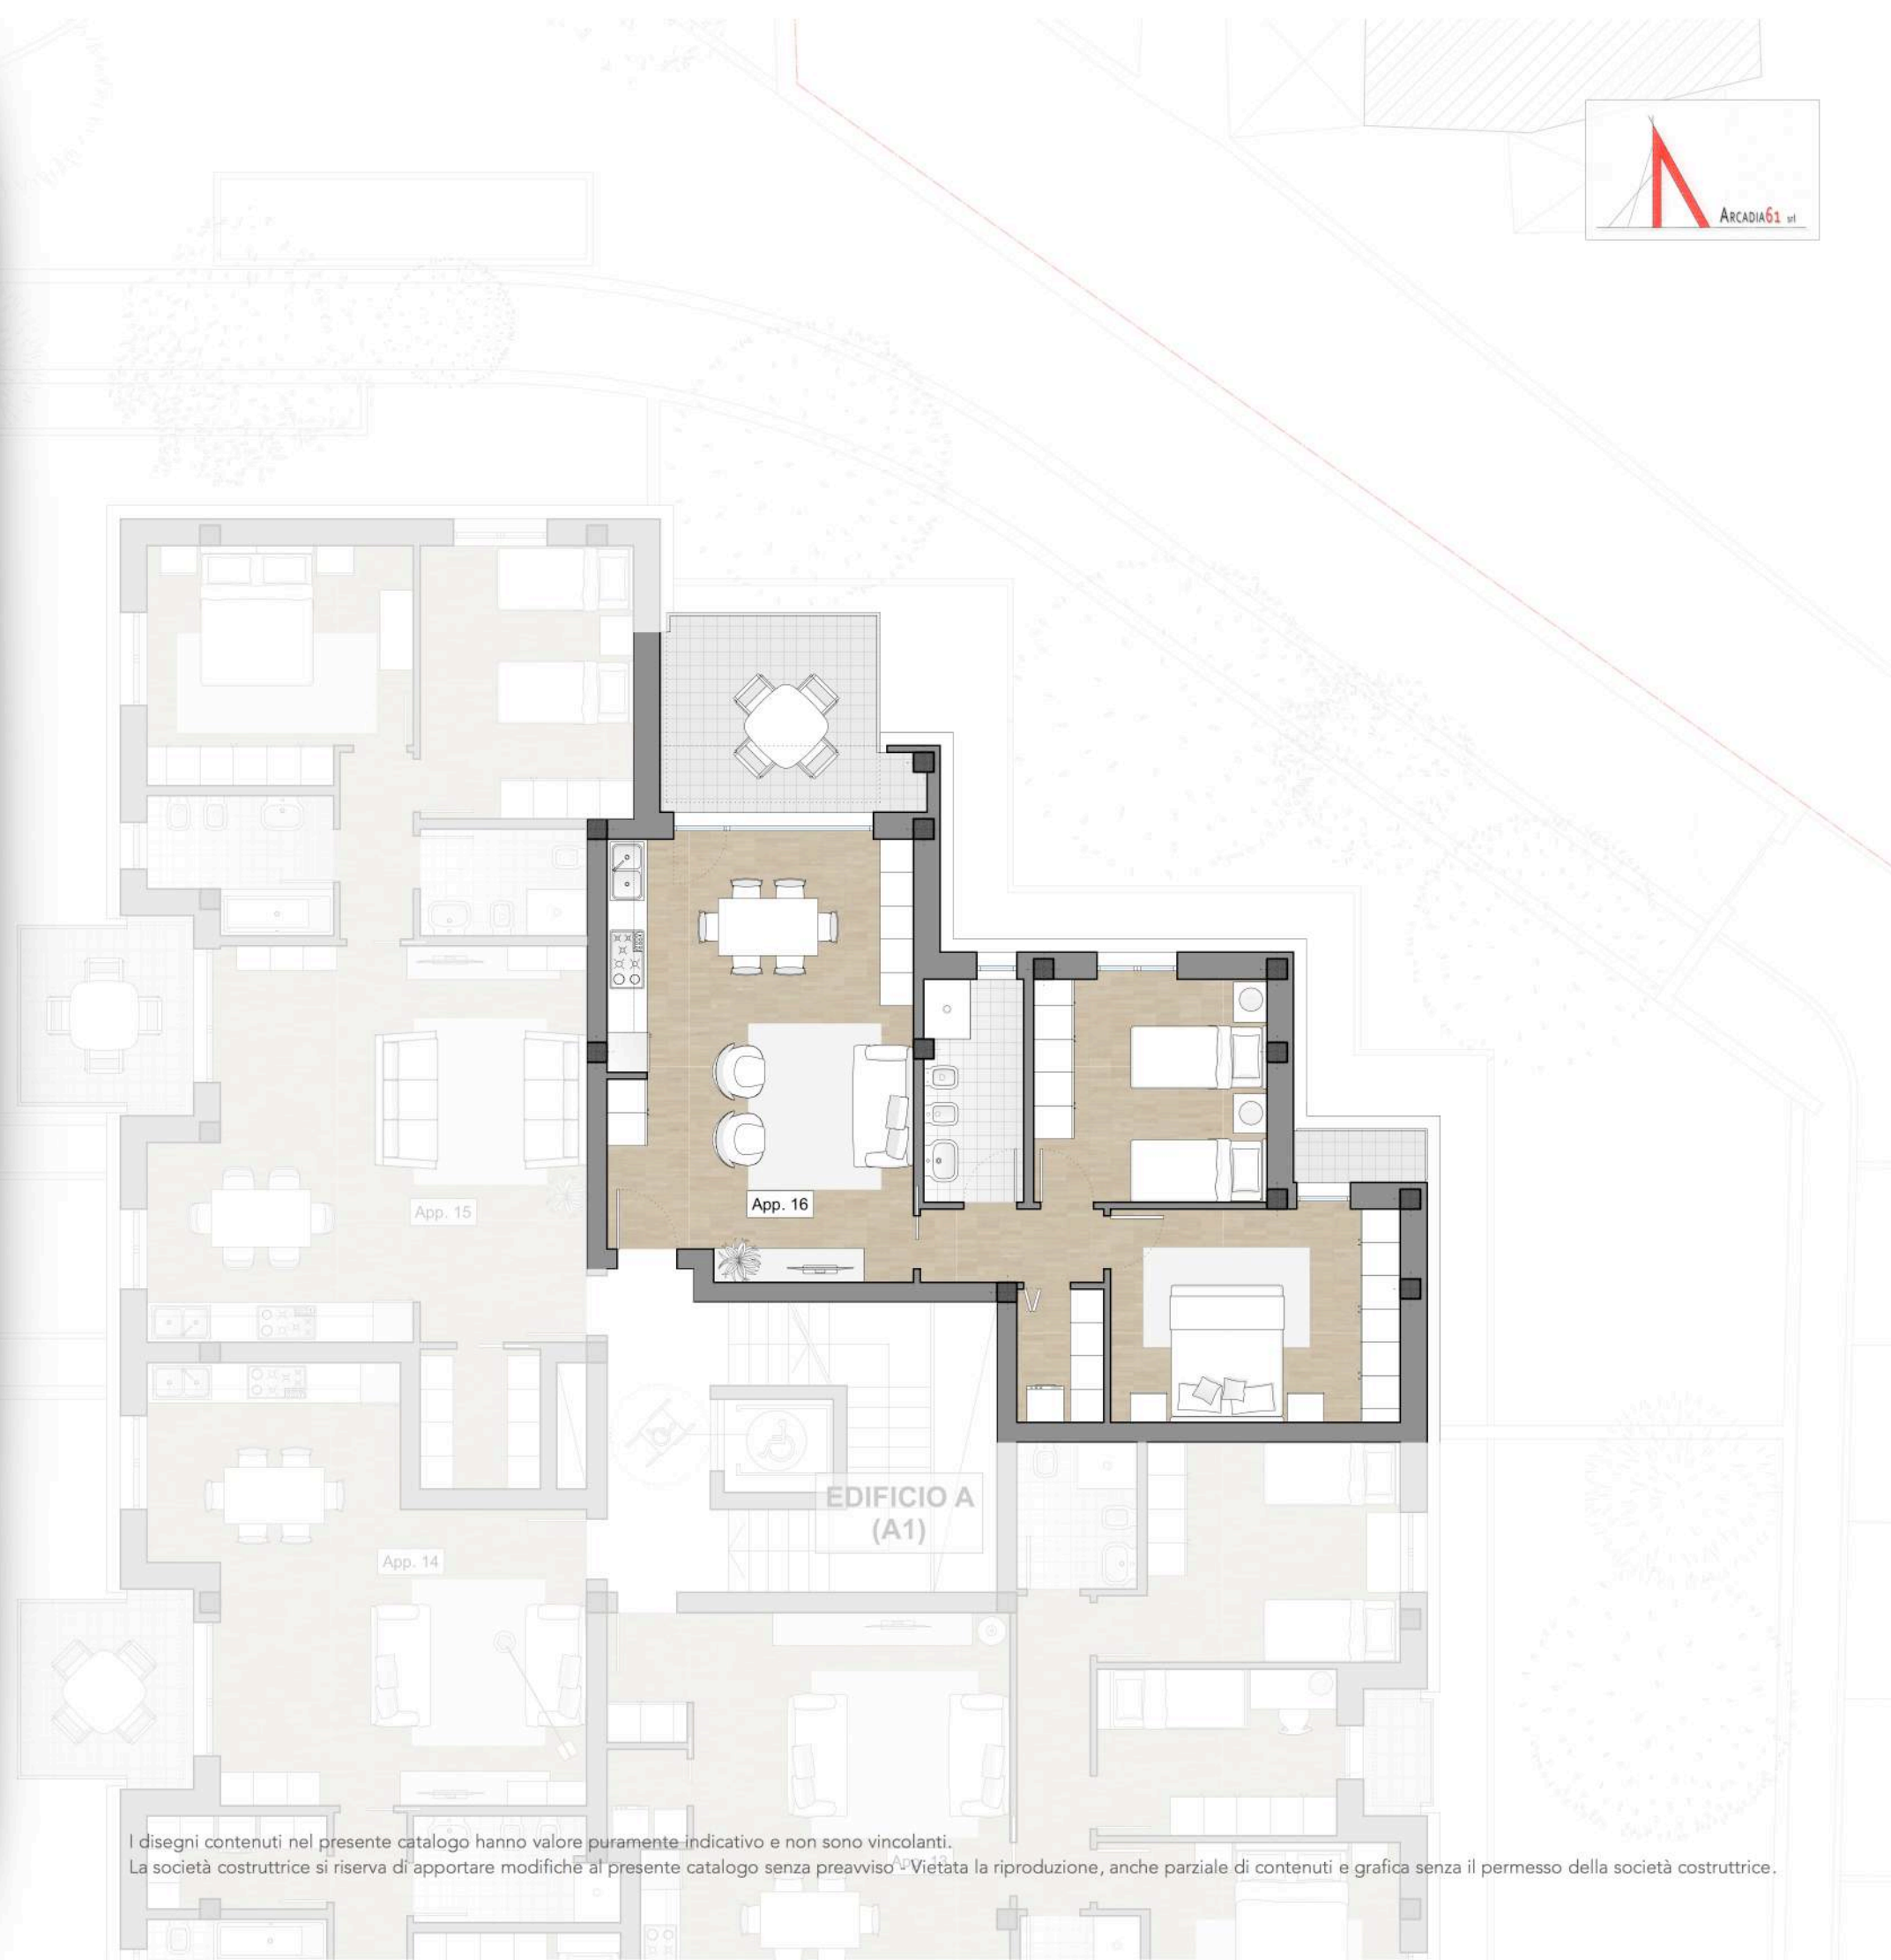 ARCADIA61 srl
App. 16
App. 15
EDIFICIO A
(A1)
App. 14
I disegni contenuti nel presente catalogo hanno valore puramente indicativo e non sono vincolanti.
App. 13
La società costruttrice si riserva di apportare modifiche al presente catalogo senza preavviso - Vietata la riproduzione, anche parziale di contenuti e grafica senza il permesso della società costruttrice.